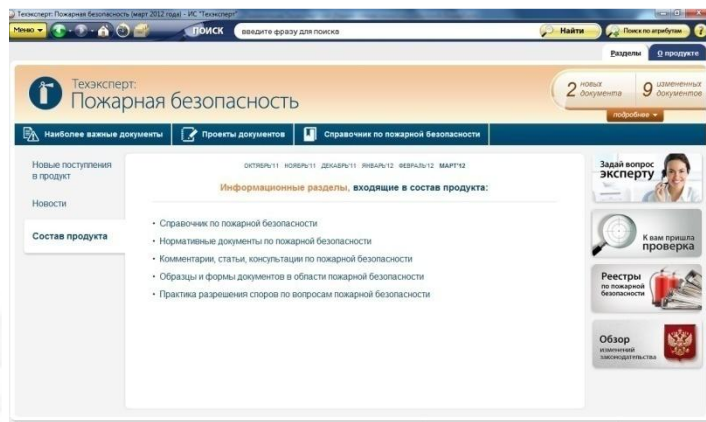 Техэксперт: Пожарная безопасность (март 2012 года) - ИС "Техэксперт"
Меню
ПОИСК
введите фразу для поиска
Найти
Поиск по атрибутам
?
Разделы
О продукте
Техэксперт:
Пожарная безопасность
2 новых документа
9 измененных документов
подробнее
Наиболее важные документы
Проекты документов
Справочник по пожарной безопасности
Новые поступления
в продукт
Новости
Состав продукта
ОКТЯБРЬ'11 НОЯБРЬ'11 ДЕКАБРЬ'11 ЯНВАРЬ'12 ФЕВРАЛЬ'12 МАРТ'12
Информационные разделы, входящие в состав продукта:
• Справочник по пожарной безопасности
• Нормативные документы по пожарной безопасности
• Комментарии, статьи, консультации по пожарной безопасности
• Образцы и формы документов в области пожарной безопасности
• Практика разрешения споров по вопросам пожарной безопасности
Задай вопрос
эксперту
К вам пришла
проверка
Реестры
по пожарной
безопасности
Обзор
изменений
законодательства